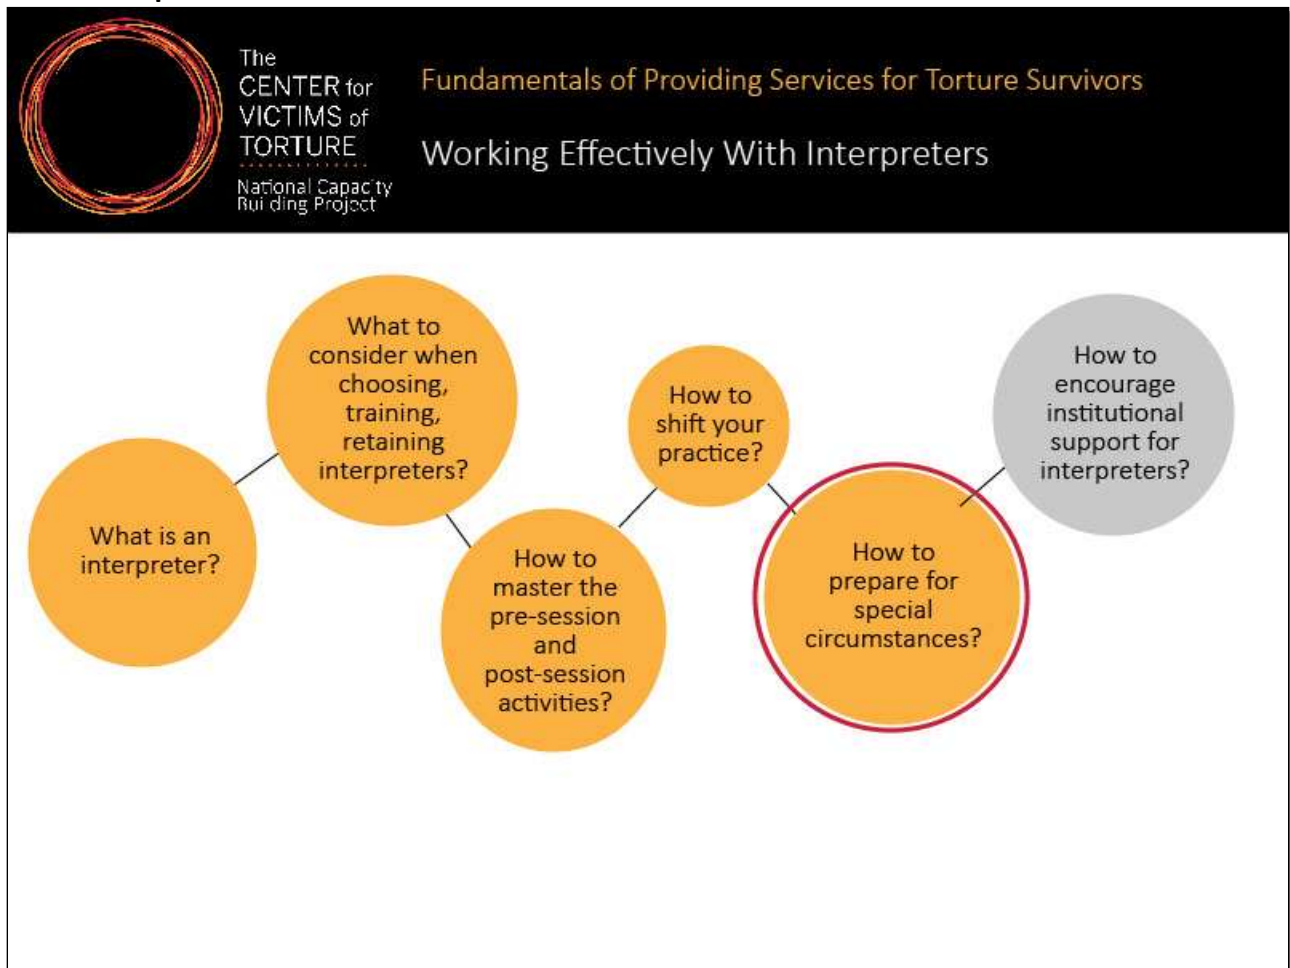 The
CENTER for
VICTIMS of
TORTURE
National Capacity
Building Project
Fundamentals of Providing Services for Torture Survivors
Working Effectively With Interpreters
What is an
interpreter?
What to
consider when
choosing,
training,
retaining
interpreters?
How to
master the
pre-session
and
post-session
activities?
How to
shift your
practice?
How to
prepare for
special
circumstances?
How to
encourage
institutional
support for
interpreters?